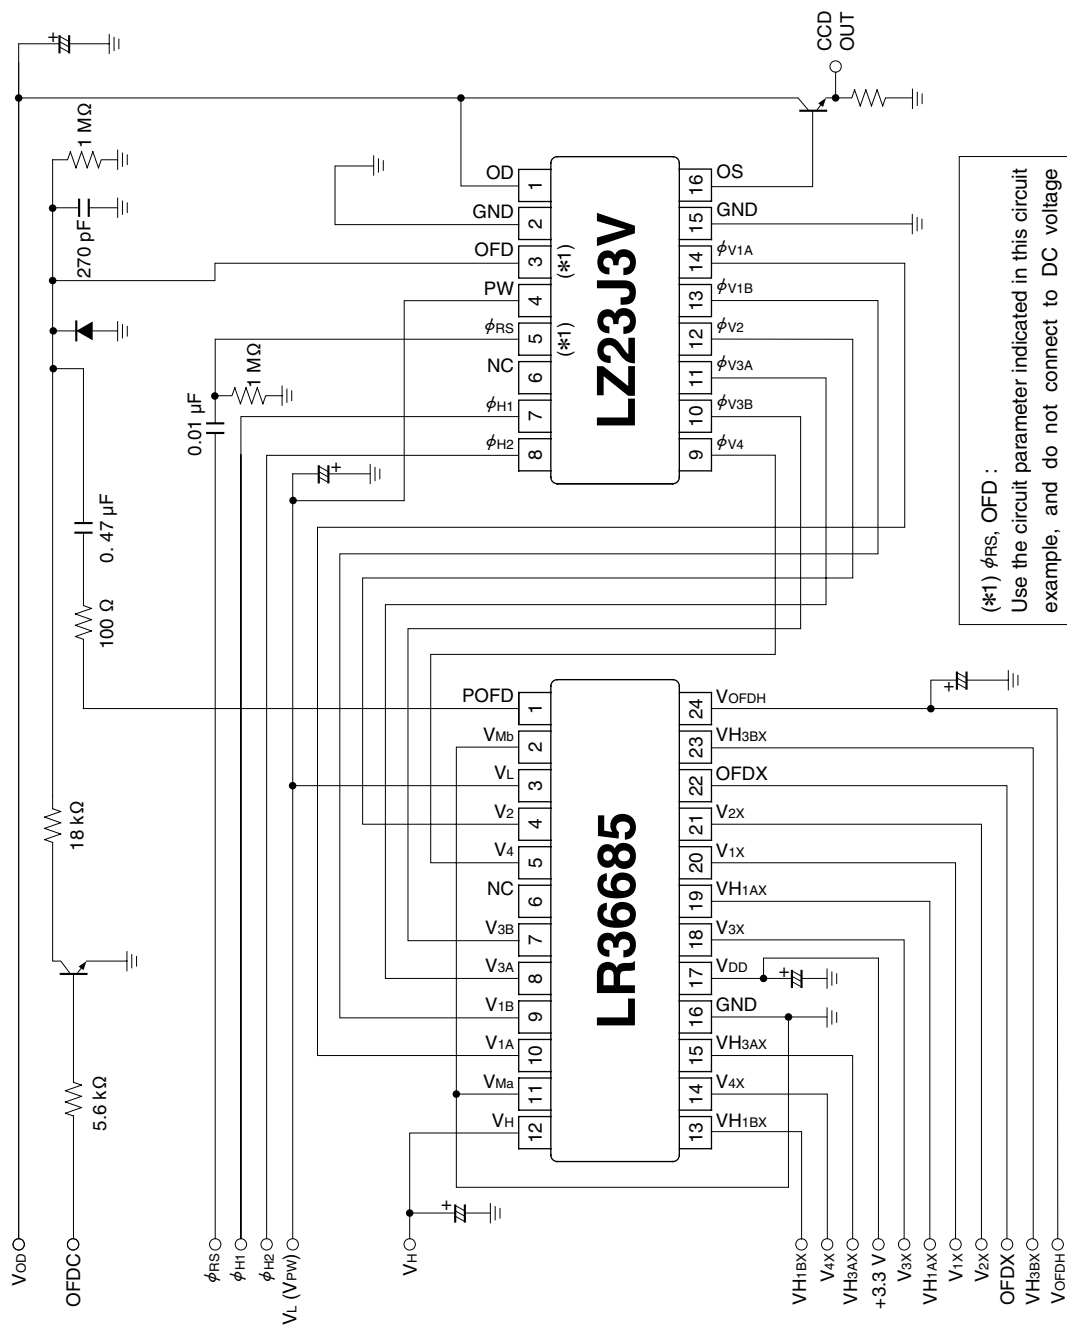 VOD
OFDC
φRS
φH1
φH2
VL (VPW)
VH
VH1BX
V4X
VH3AX
+3.3 V
V3X
VH1AX
V1X
V2X
OFDX
VH3BX
VOFDH
5.6 kΩ
18 kΩ
100 Ω
0. 47 µF
270 pF
1 MΩ
0.01 µF
1 MΩ
+
+
+
+
+
+
CCD
OUT
LR36685
POFD
1
VMb
2
VL
3
V2
4
V4
5
NC
6
V3B
7
V3A
8
V1B
9
V1A
10
VMa
11
VH
12
VH1BX
13
V4X
14
VH3AX
15
GND
16
VDD
17
V3X
18
VH1AX
19
V1X
20
V2X
21
OFDX
22
VH3BX
23
VOFDH
24
LZ23J3V
OD
1
GND
2
OFD
3
(*1)
PW
4
φRS
5
(*1)
NC
6
φH1
7
φH2
8
φV4
9
φV3B
10
φV3A
11
φV2
12
φV1B
13
φV1A
14
GND
15
OS
16
(*1) φRS, OFD :
Use the circuit parameter indicated in this circuit
example, and do not connect to DC voltage